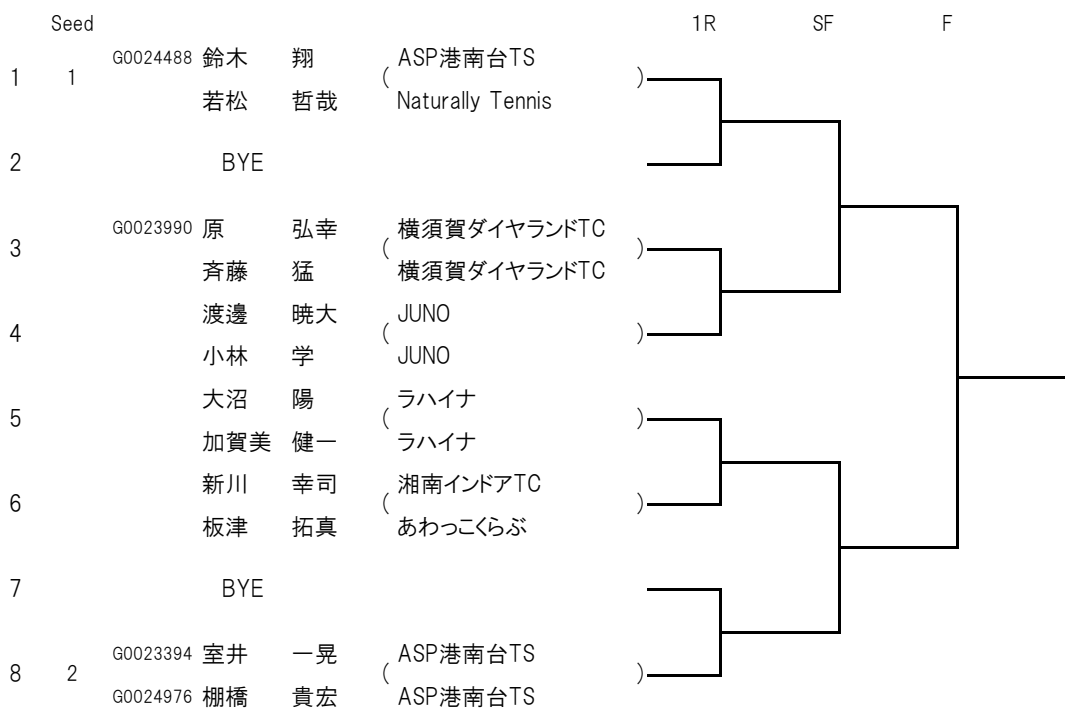 Seed 1R SF F
G0024488 鈴木 翔 ASP港南台TS
1 1 ( )
若松 哲哉 Naturally Tennis
2 BYE
G0023990 原 弘幸 横須賀ダイヤランドTC
3 ( )
斉藤 猛 横須賀ダイヤランドTC
渡邊 暁大 JUNO
4 ( )
小林 学 JUNO
大沼 陽 ラハイナ
5 ( )
加賀美 健一 ラハイナ
新川 幸司 湘南インドアTC
6 ( )
板津 拓真 あわっこくらぶ
7 BYE
G0023394 室井 一晃 ASP港南台TS
8 2 ( )
G0024976 棚橋 貴宏 ASP港南台TS